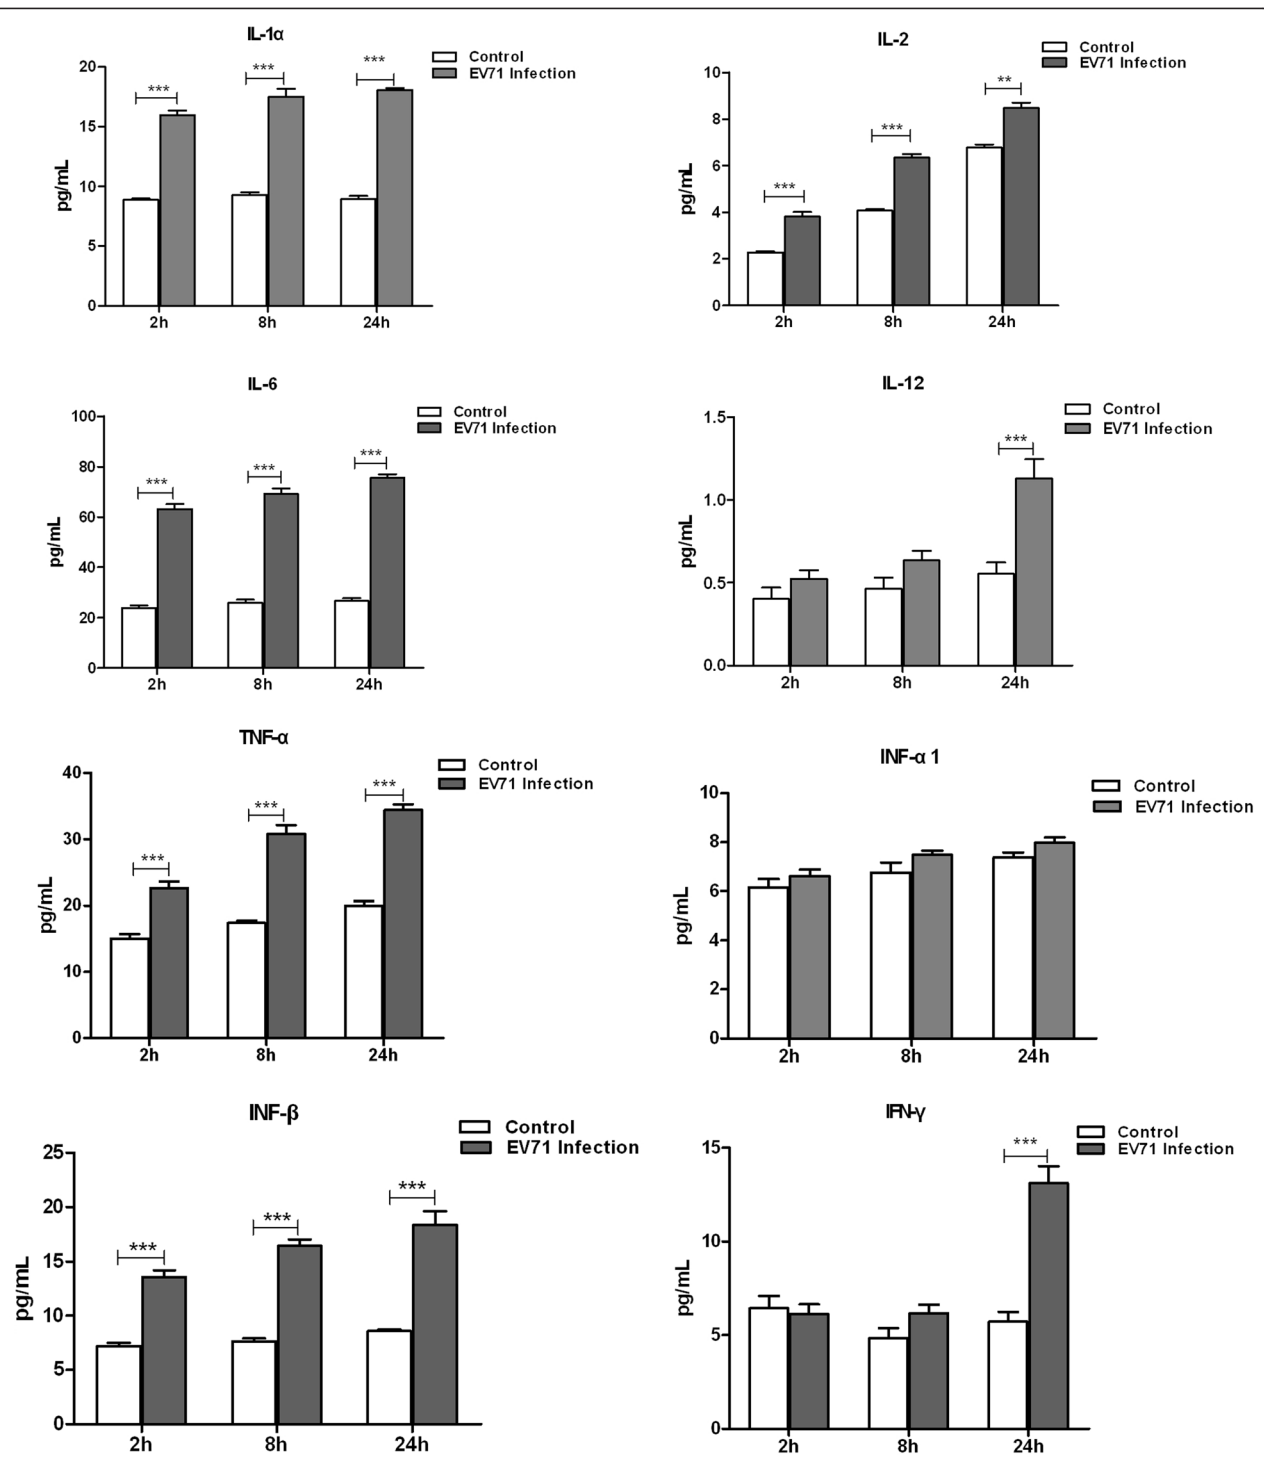 IL-1α
Control
EV71 Infection
20
15
10
5
0
pg/mL
***
***
***
2h
8h
24h
IL-2
Control
EV71 Infection
10
8
6
4
2
0
pg/mL
***
***
**
2h
8h
24h
IL-6
Control
EV71 Infection
100
80
60
40
20
0
pg/mL
***
***
***
2h
8h
24h
IL-12
Control
EV71 Infection
1.5
1.0
0.5
0.0
pg/mL
***
2h
8h
24h
TNF-α
Control
EV71 Infection
40
30
20
10
0
pg/mL
***
***
***
2h
8h
24h
INF-α 1
Control
EV71 Infection
10
8
6
4
2
0
pg/mL
2h
8h
24h
INF-β
Control
EV71 Infection
25
20
15
10
5
0
pg/mL
***
***
***
2h
8h
24h
IFN-γ
Control
EV71 Infection
15
10
5
0
pg/mL
***
2h
8h
24h